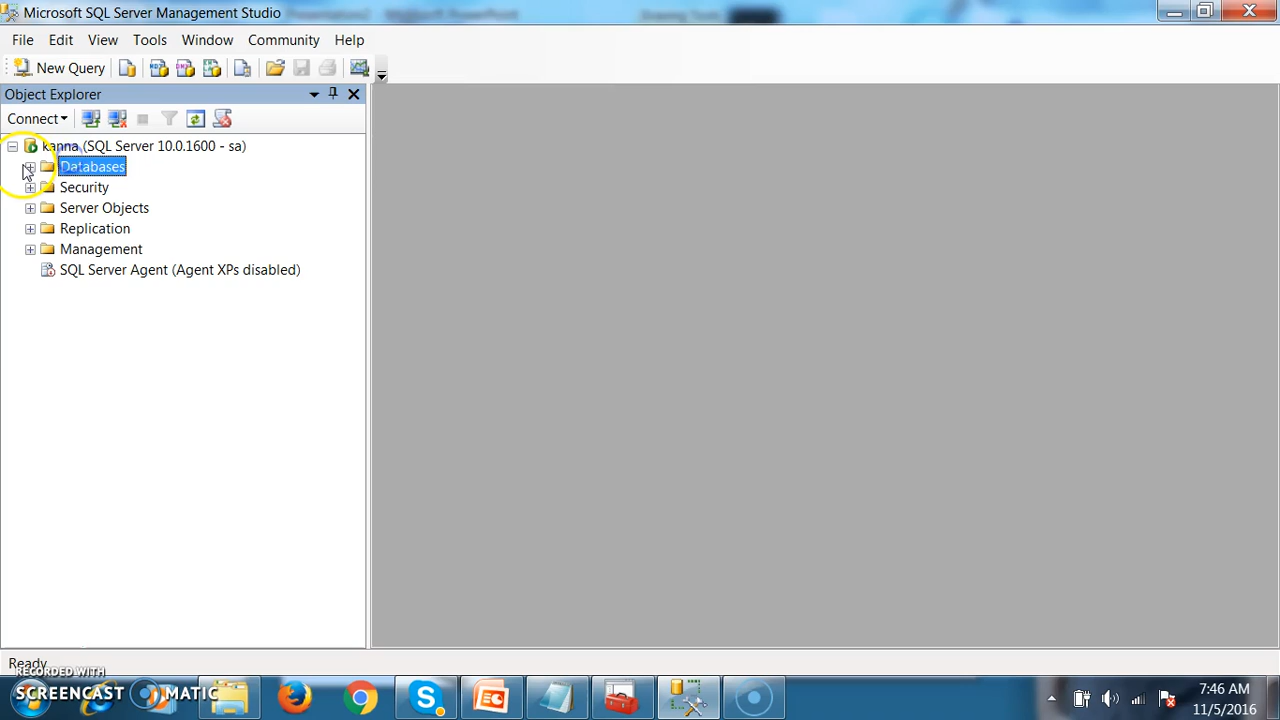 Microsoft SQL Server Management Studio
File Edit View Tools Window Community Help
New Query
Object Explorer
Connect
kanna (SQL Server 10.0.1600 - sa)
Databases
Security
Server Objects
Replication
Management
SQL Server Agent (Agent XPs disabled)
Ready
RECORDED WITH
SCREENCAST MATIC
7:46 AM
11/5/2016